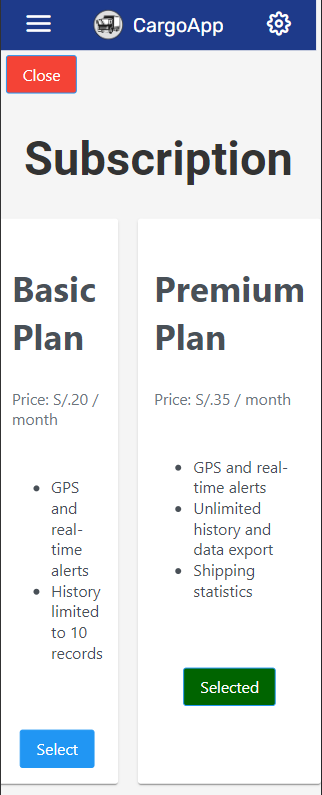 CargoApp
Close
Subscription
Basic
Plan
Price: S/.20 /
month
GPS
and
real-
time
alerts
History
limited
to 10
records
Select
Premium
Plan
Price: S/.35 / month
GPS and real-
time alerts
Unlimited
history and
data export
Shipping
statistics
Selected